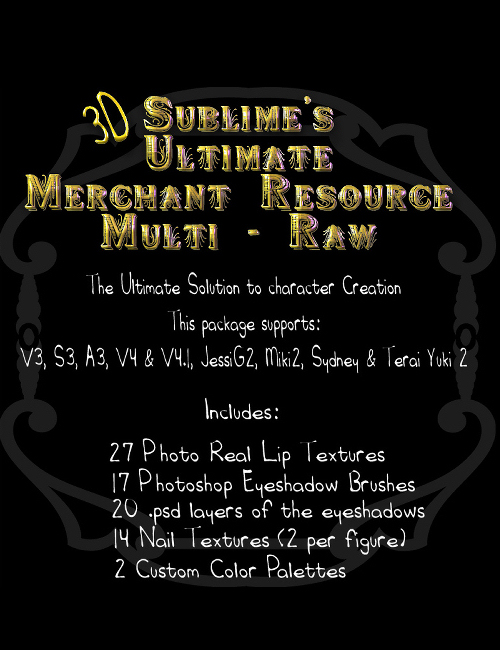 3D Sublime's
Ultimate
Merchant Resource
Multi - Raw
The Ultimate Solution to character Creation
This package supports:
V3, S3, A3, V4 & V4.1, JessiG2, Miki2, Sydney & Terai Yuki 2
Includes:
27 Photo Real Lip Textures
17 Photoshop Eyeshadow Brushes
20 .psd layers of the eyeshadows
14 Nail Textures (2 per figure)
2 Custom Color Palettes